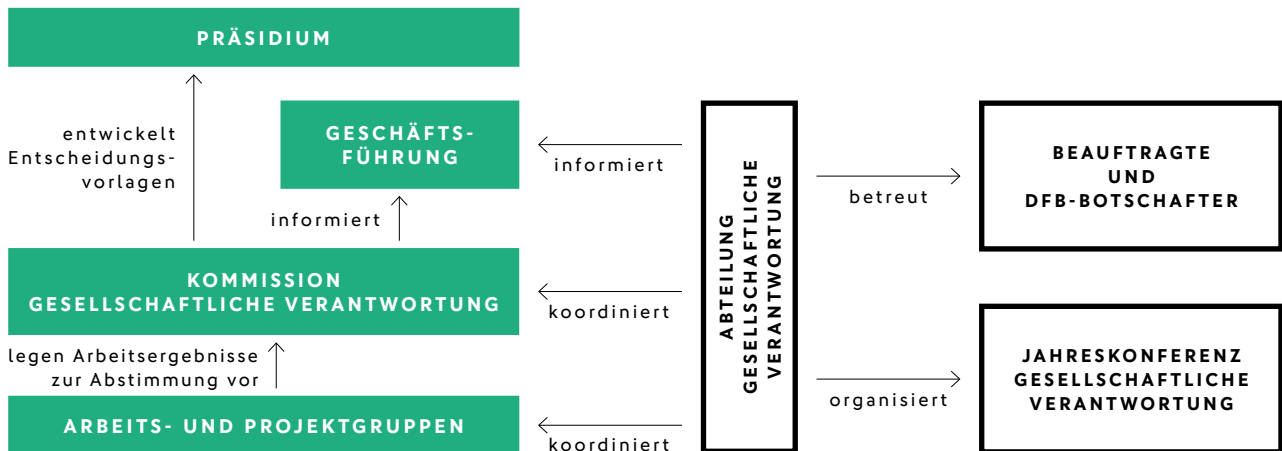 PRÄSIDIUM
entwickelt
Entscheidungs-
vorlagen
GESCHÄFTS-
FÜHRUNG
informiert
informiert
KOMMISSION
GESELLSCHAFTLICHE VERANTWORTUNG
koordiniert
legen Arbeitsergebnisse
zur Abstimmung vor
ARBEITS- UND PROJEKTGRUPPEN
koordiniert
ABTEILUNG
GESELLSCHAFTLICHE
VERANTWORTUNG
betreut
BEAUFTRAGTE
UND
DFB-BOTSCHAFTER
organisiert
JAHRESKONFERENZ
GESELLSCHAFTLICHE
VERANTWORTUNG